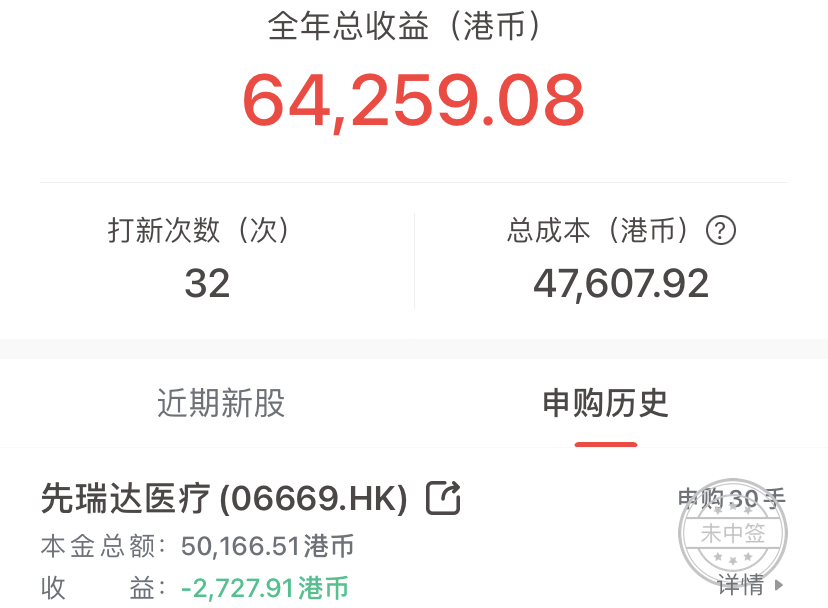 全年总收益（港币）
64,259.08
打新次数（次） 总成本（港币）?
32 47,607.92
近期新股 申购历史
先瑞达医疗(06669.HK) 申购30手
未中签
本金总额：50,166.51港币
收 益：-2,727.91港币 详情